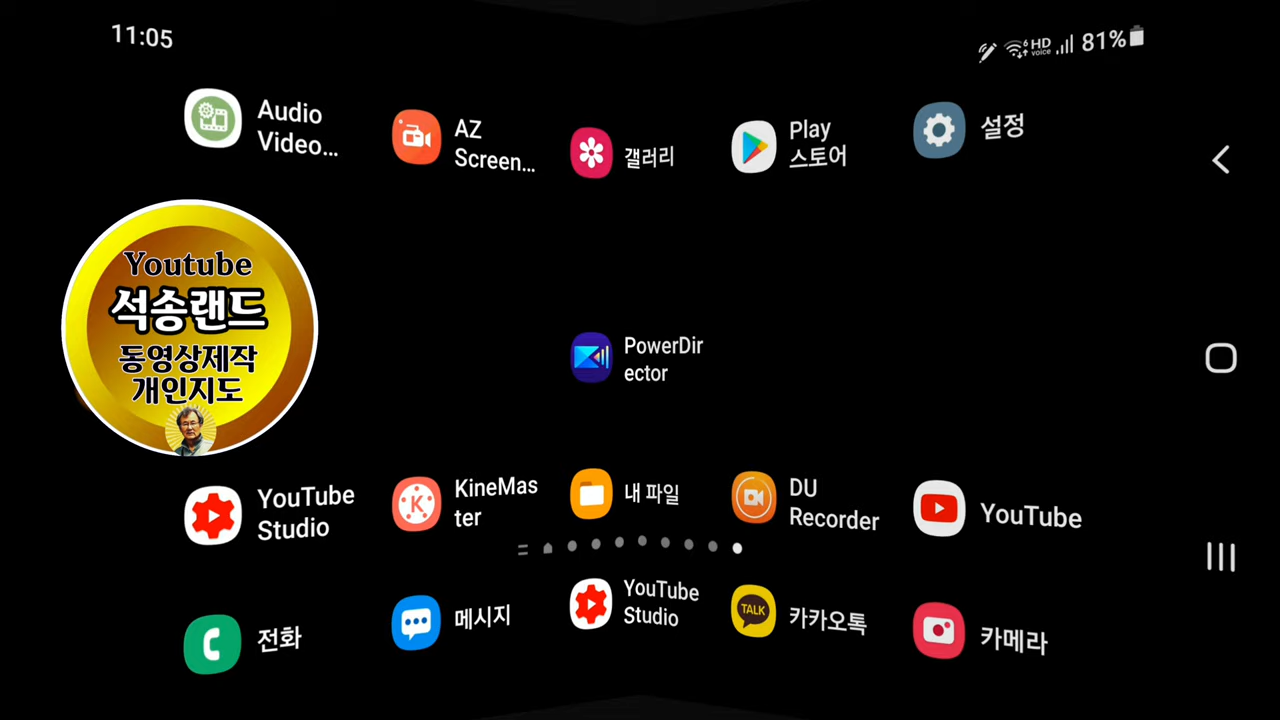 11:05
HD
voice
81%
Audio
Video...
AZ
Screen...
갤러리
Play
스토어
설정
Youtube
석송랜드
동영상제작
개인지도
PowerDir
ector
YouTube
Studio
KineMas
ter
내 파일
DU
Recorder
YouTube
전화
메시지
YouTube
Studio
TALK
카카오톡
카메라